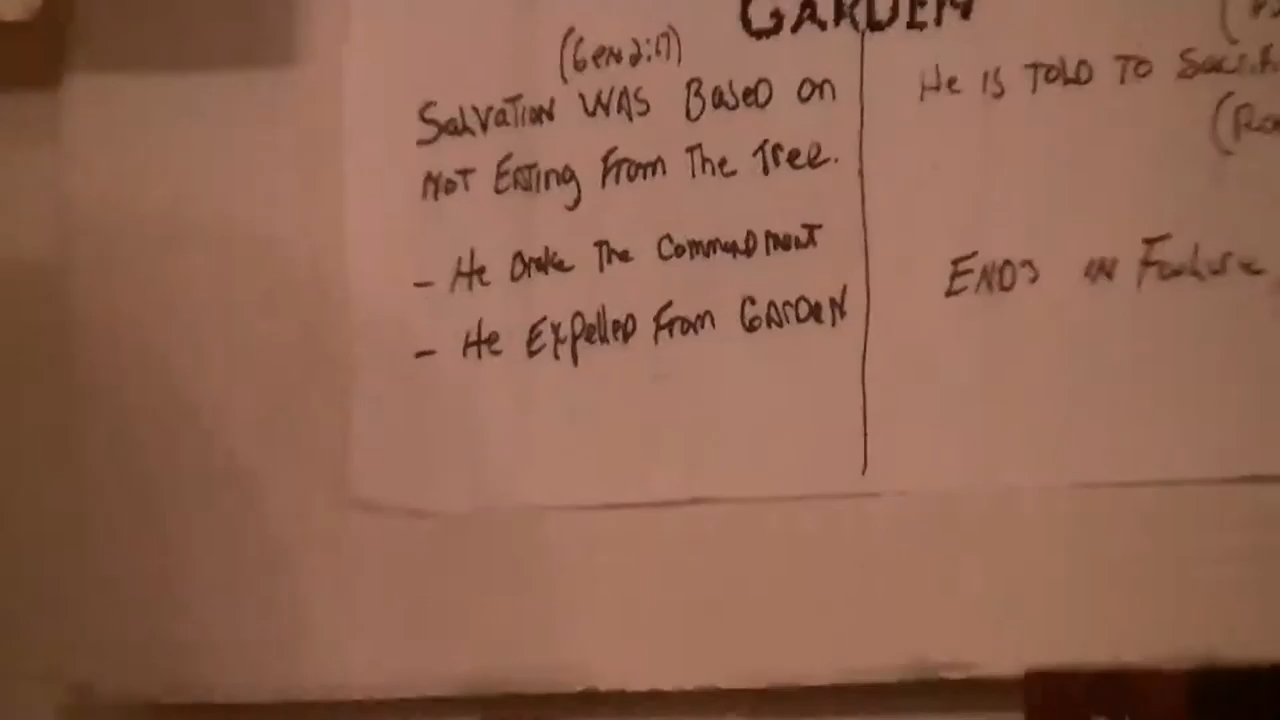 GARDEN
(Gen 2:17)
Salvation WAS Based on
NOT Eating From The Tree.
- He Broke The Commandment
- He Expelled From GARDEN
He IS TOLD TO
ENDS IN Failure